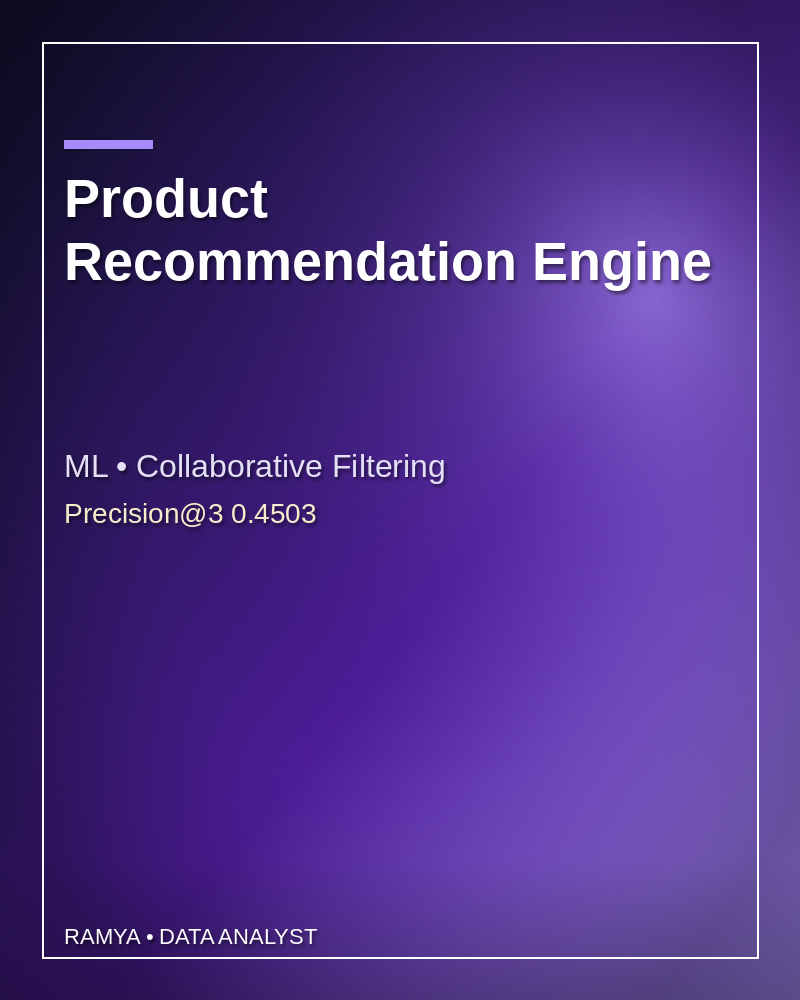 Product
Recommendation Engine
ML • Collaborative Filtering
Precision@3 0.4503
RAMYA • DATA ANALYST